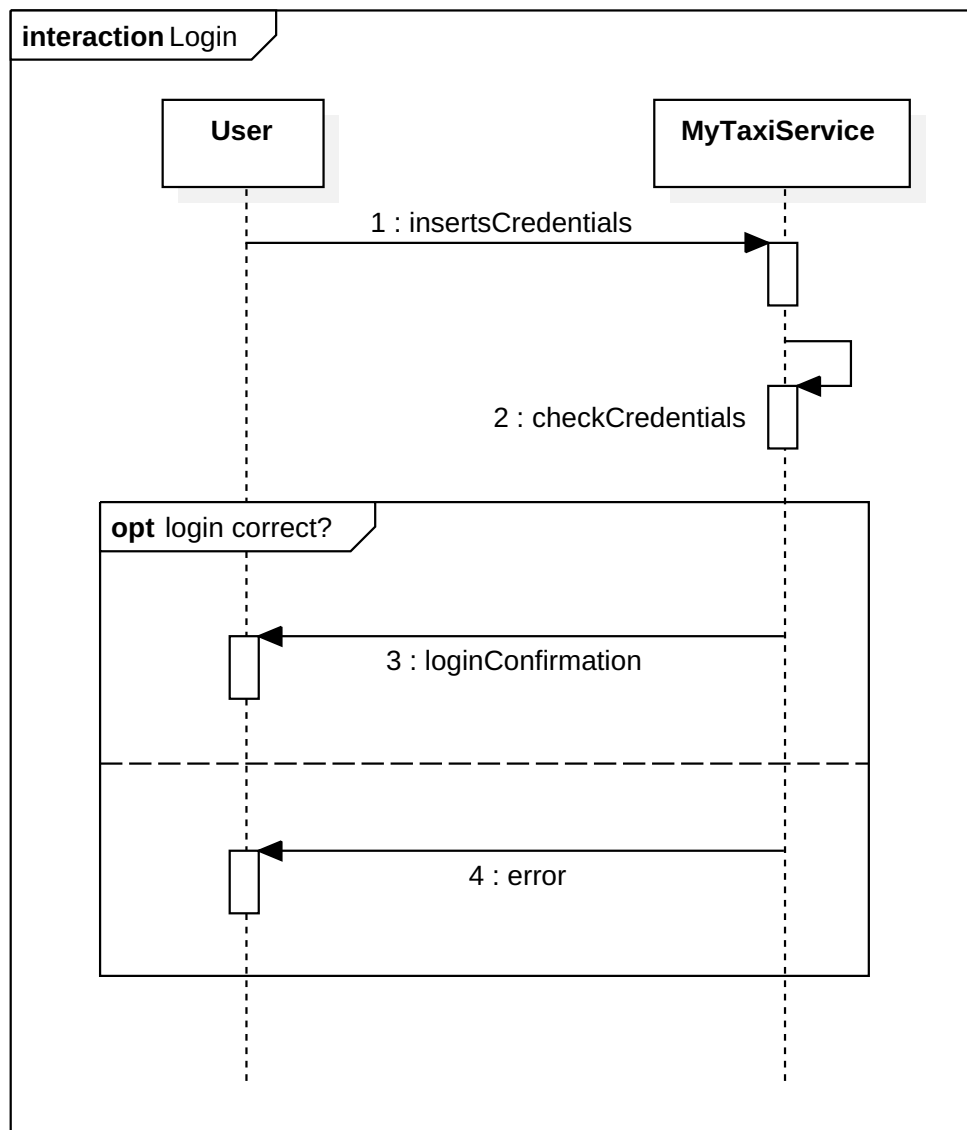 interaction Login
User
MyTaxiService
1 : insertsCredentials
2 : checkCredentials
opt login correct?
3 : loginConfirmation
4 : error